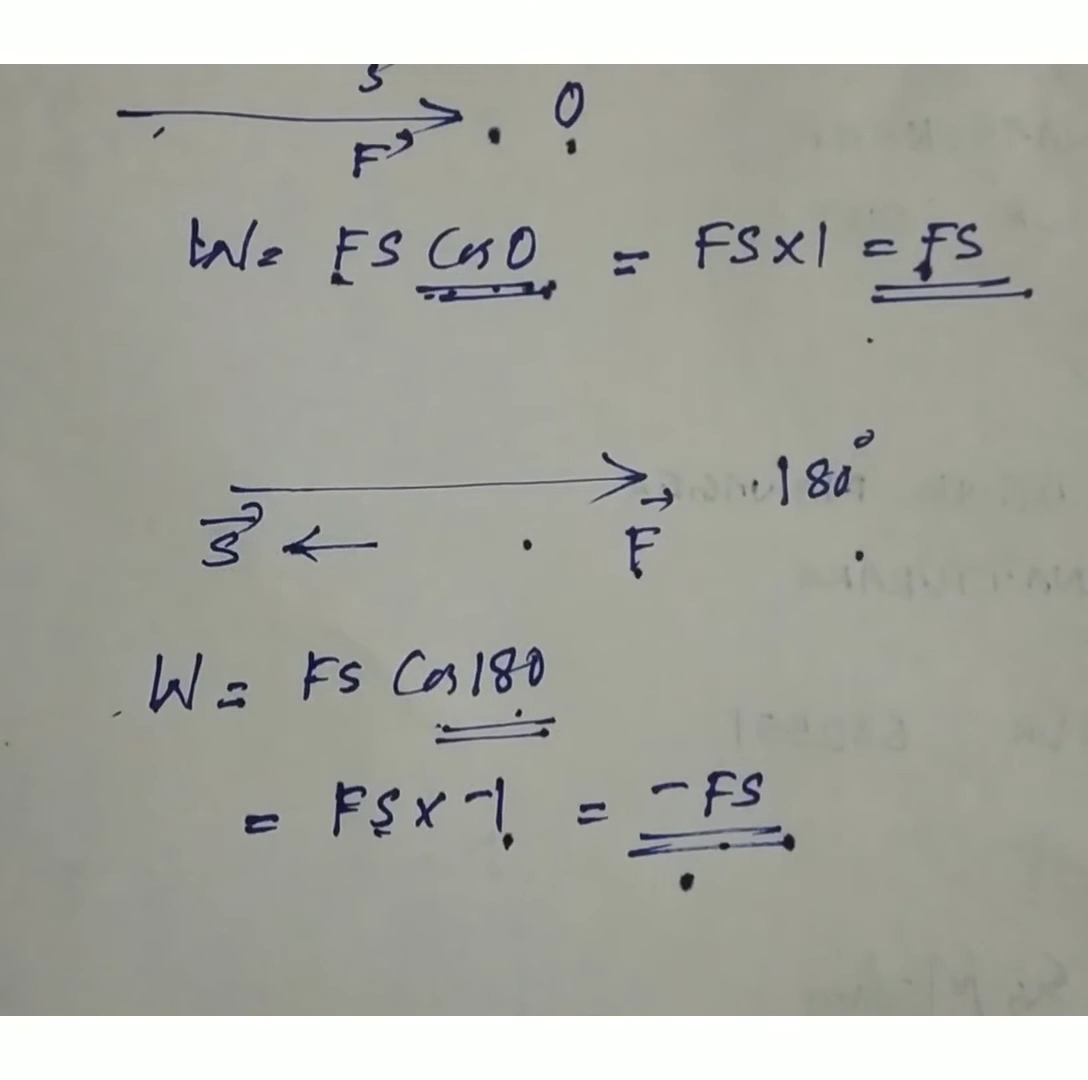 S
F⃗ 0
W= FS Cos 0 = FS×1 = FS
180°
S⃗ F⃗
W = FS Cos 180
= FS × -1 = -FS